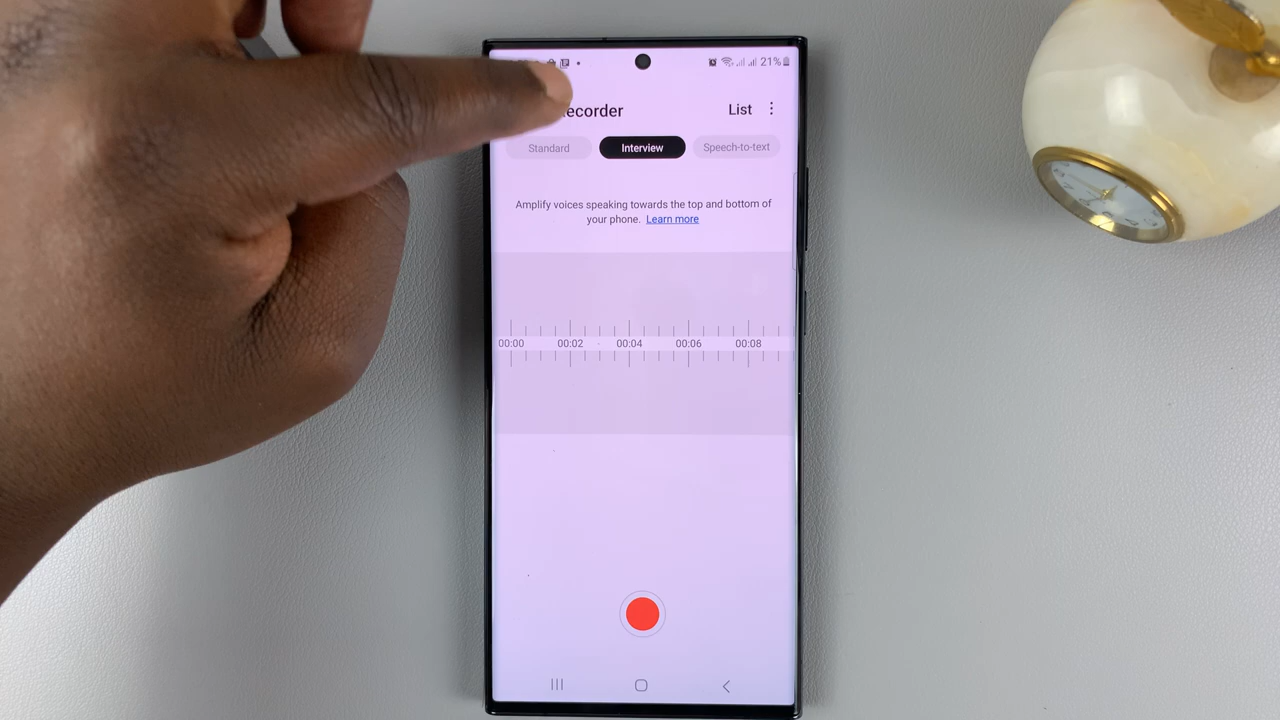 21%
Recorder
List
Standard
Interview
Speech-to-text
Amplify voices speaking towards the top and bottom of
your phone. Learn more
00:00 00:02 00:04 00:06 00:08